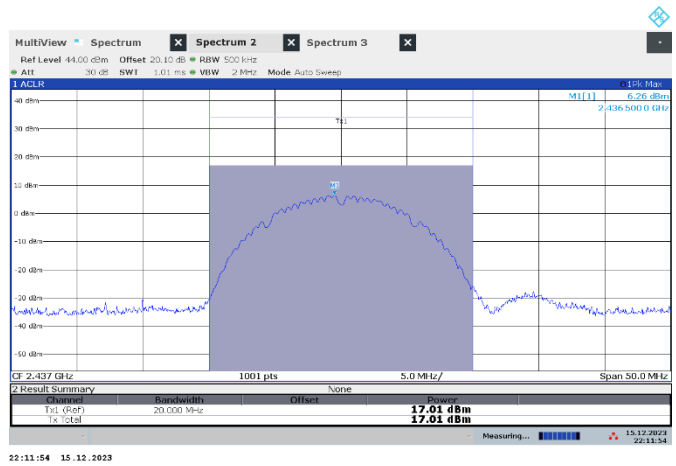 MultiView Spectrum X Spectrum 2 X Spectrum 3 X
Ref Level 44.00 dBm Offset 20.10 dB RBW 500 kHz
Att 30 dB SWT 1.01 ms VBW 2 MHz Mode Auto Sweep
1 ACLR 1Pk Max
M1[1] 6.26 dBm
2.436500 0 GHz
40 dBm
Tx1
30 dBm
20 dBm
10 dBm
M1
0 dBm
-10 dBm
-20 dBm
-30 dBm
-40 dBm
-50 dBm
CF 2.437 GHz 1001 pts 5.0 MHz/ Span 50.0 MHz
2 Result Summary None
Channel Bandwidth Offset Power
Tx1 (Ref) 20.000 MHz 17.01 dBm
Tx Total 17.01 dBm
Measuring... 15.12.2023
22:11:54
22:11:54 15.12.2023